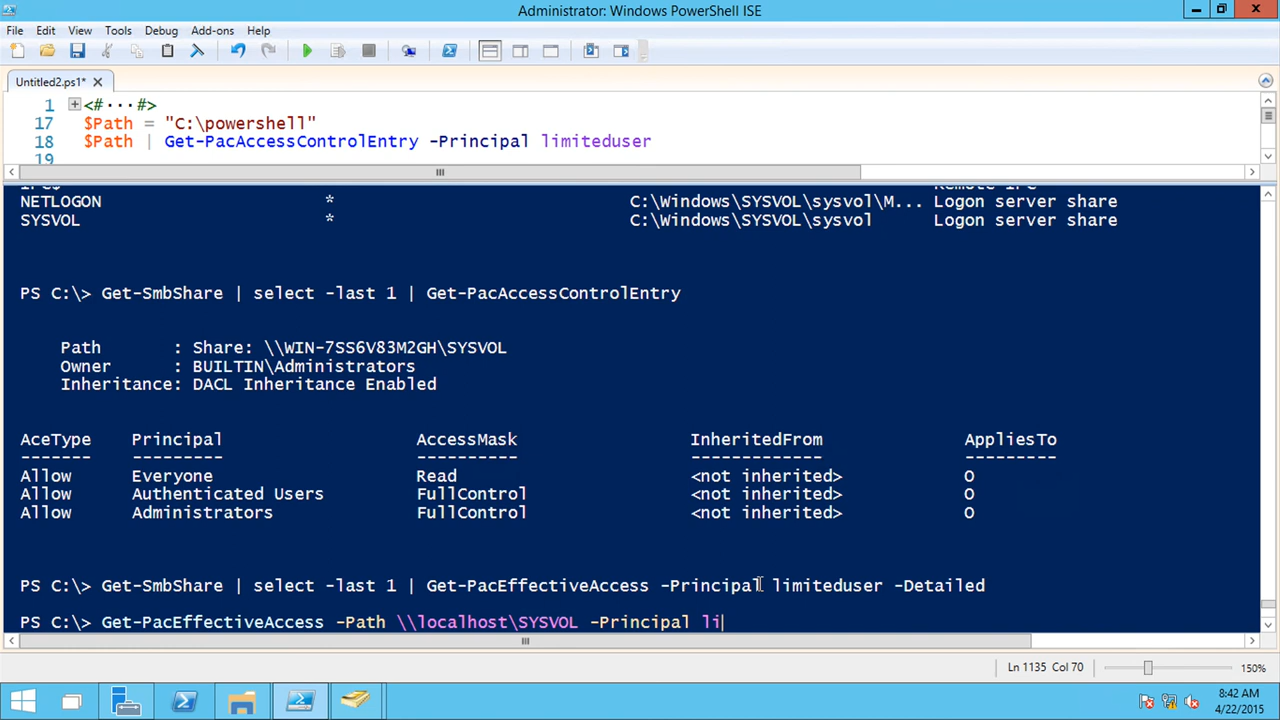 Administrator: Windows PowerShell ISE
File Edit View Tools Debug Add-ons Help
Untitled2.ps1* X
1 <#···#>
17 $Path = "C:\powershell"
18 $Path | Get-PacAccessControlEntry -Principal limiteduser
19
NETLOGON * C:\Windows\SYSVOL\sysvol\M... Logon server share
SYSVOL * C:\Windows\SYSVOL\sysvol Logon server share
PS C:\> Get-SmbShare | select -last 1 | Get-PacAccessControlEntry
Path : Share: \\WIN-7SS6V83M2GH\SYSVOL
Owner : BUILTIN\Administrators
Inheritance: DACL Inheritance Enabled
AceType Principal AccessMask InheritedFrom AppliesTo
------- --------- ---------- ------------- ---------
Allow Everyone Read <not inherited> O
Allow Authenticated Users FullControl <not inherited> O
Allow Administrators FullControl <not inherited> O
PS C:\> Get-SmbShare | select -last 1 | Get-PacEffectiveAccess -Principal limiteduser -Detailed
PS C:\> Get-PacEffectiveAccess -Path \\localhost\SYSVOL -Principal li
Ln 1135 Col 70 150%
8:42 AM
4/22/2015